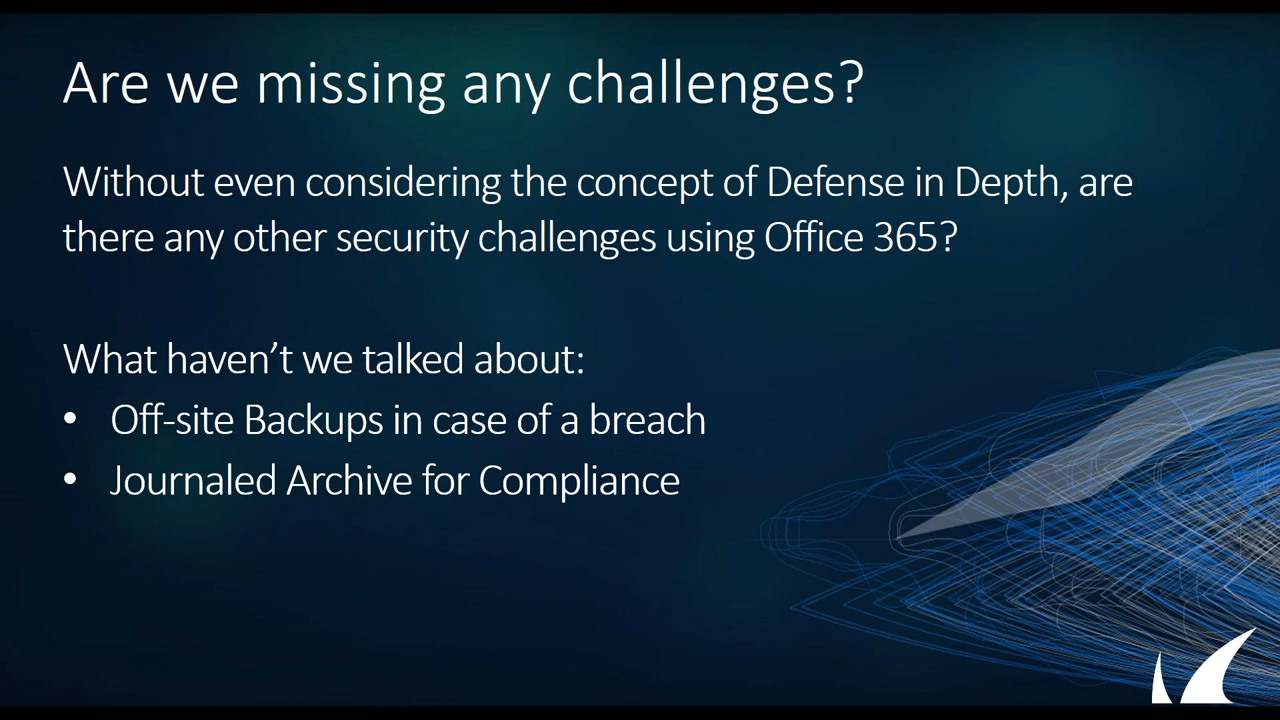 Are we missing any challenges?
Without even considering the concept of Defense in Depth, are
there any other security challenges using Office 365?
What haven’t we talked about:
• Off-site Backups in case of a breach
• Journaled Archive for Compliance